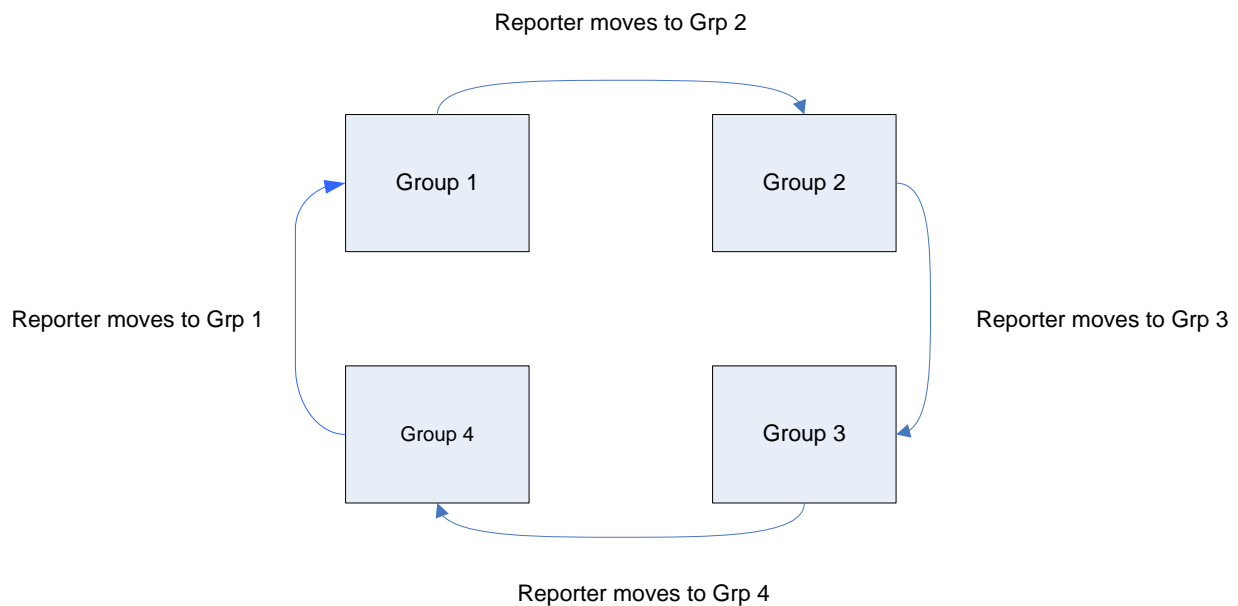 Reporter moves to Grp 2
Group 1
Group 2
Reporter moves to Grp 1
Reporter moves to Grp 3
Group 4
Group 3
Reporter moves to Grp 4